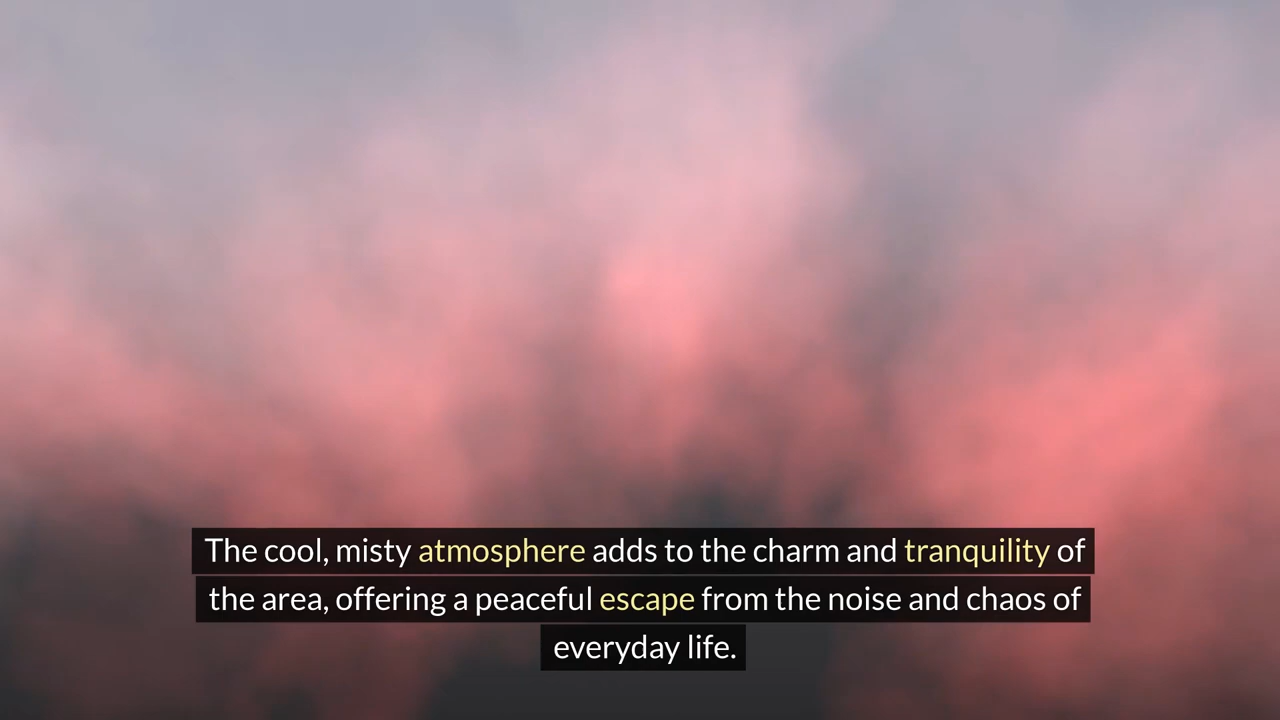 The cool, misty atmosphere adds to the charm and tranquility of
the area, offering a peaceful escape from the noise and chaos of
everyday life.